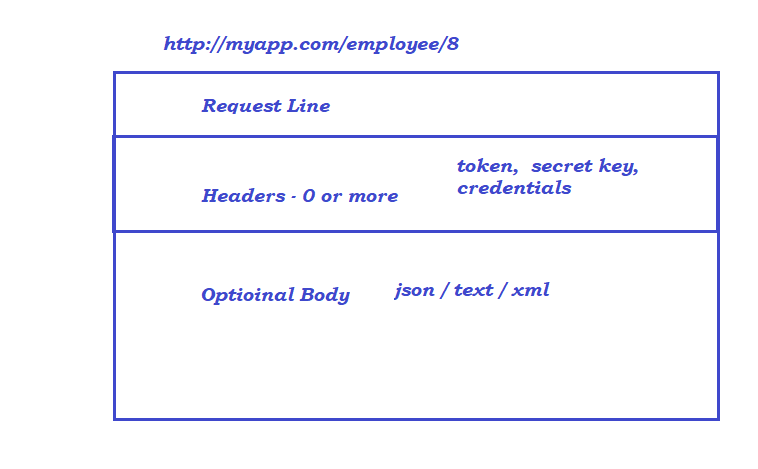 http://myapp.com/employee/8
Request Line
token, secret key,
credentials
Headers - 0 or more
Optioinal Body
json / text / xml